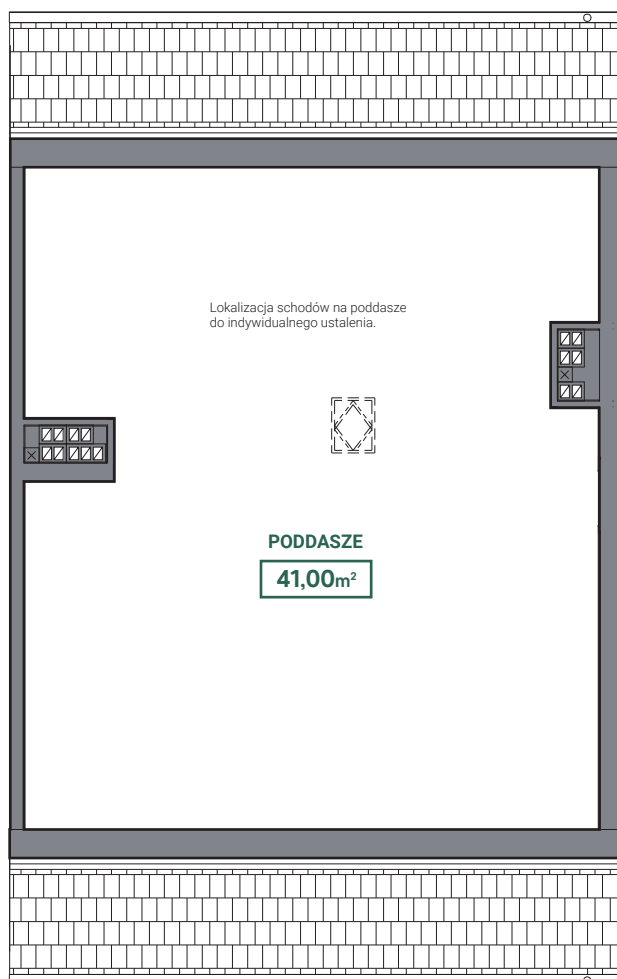 Lokalizacja schodów na poddasze
do indywidualnego ustalenia.
PODDASZE
41,00m²